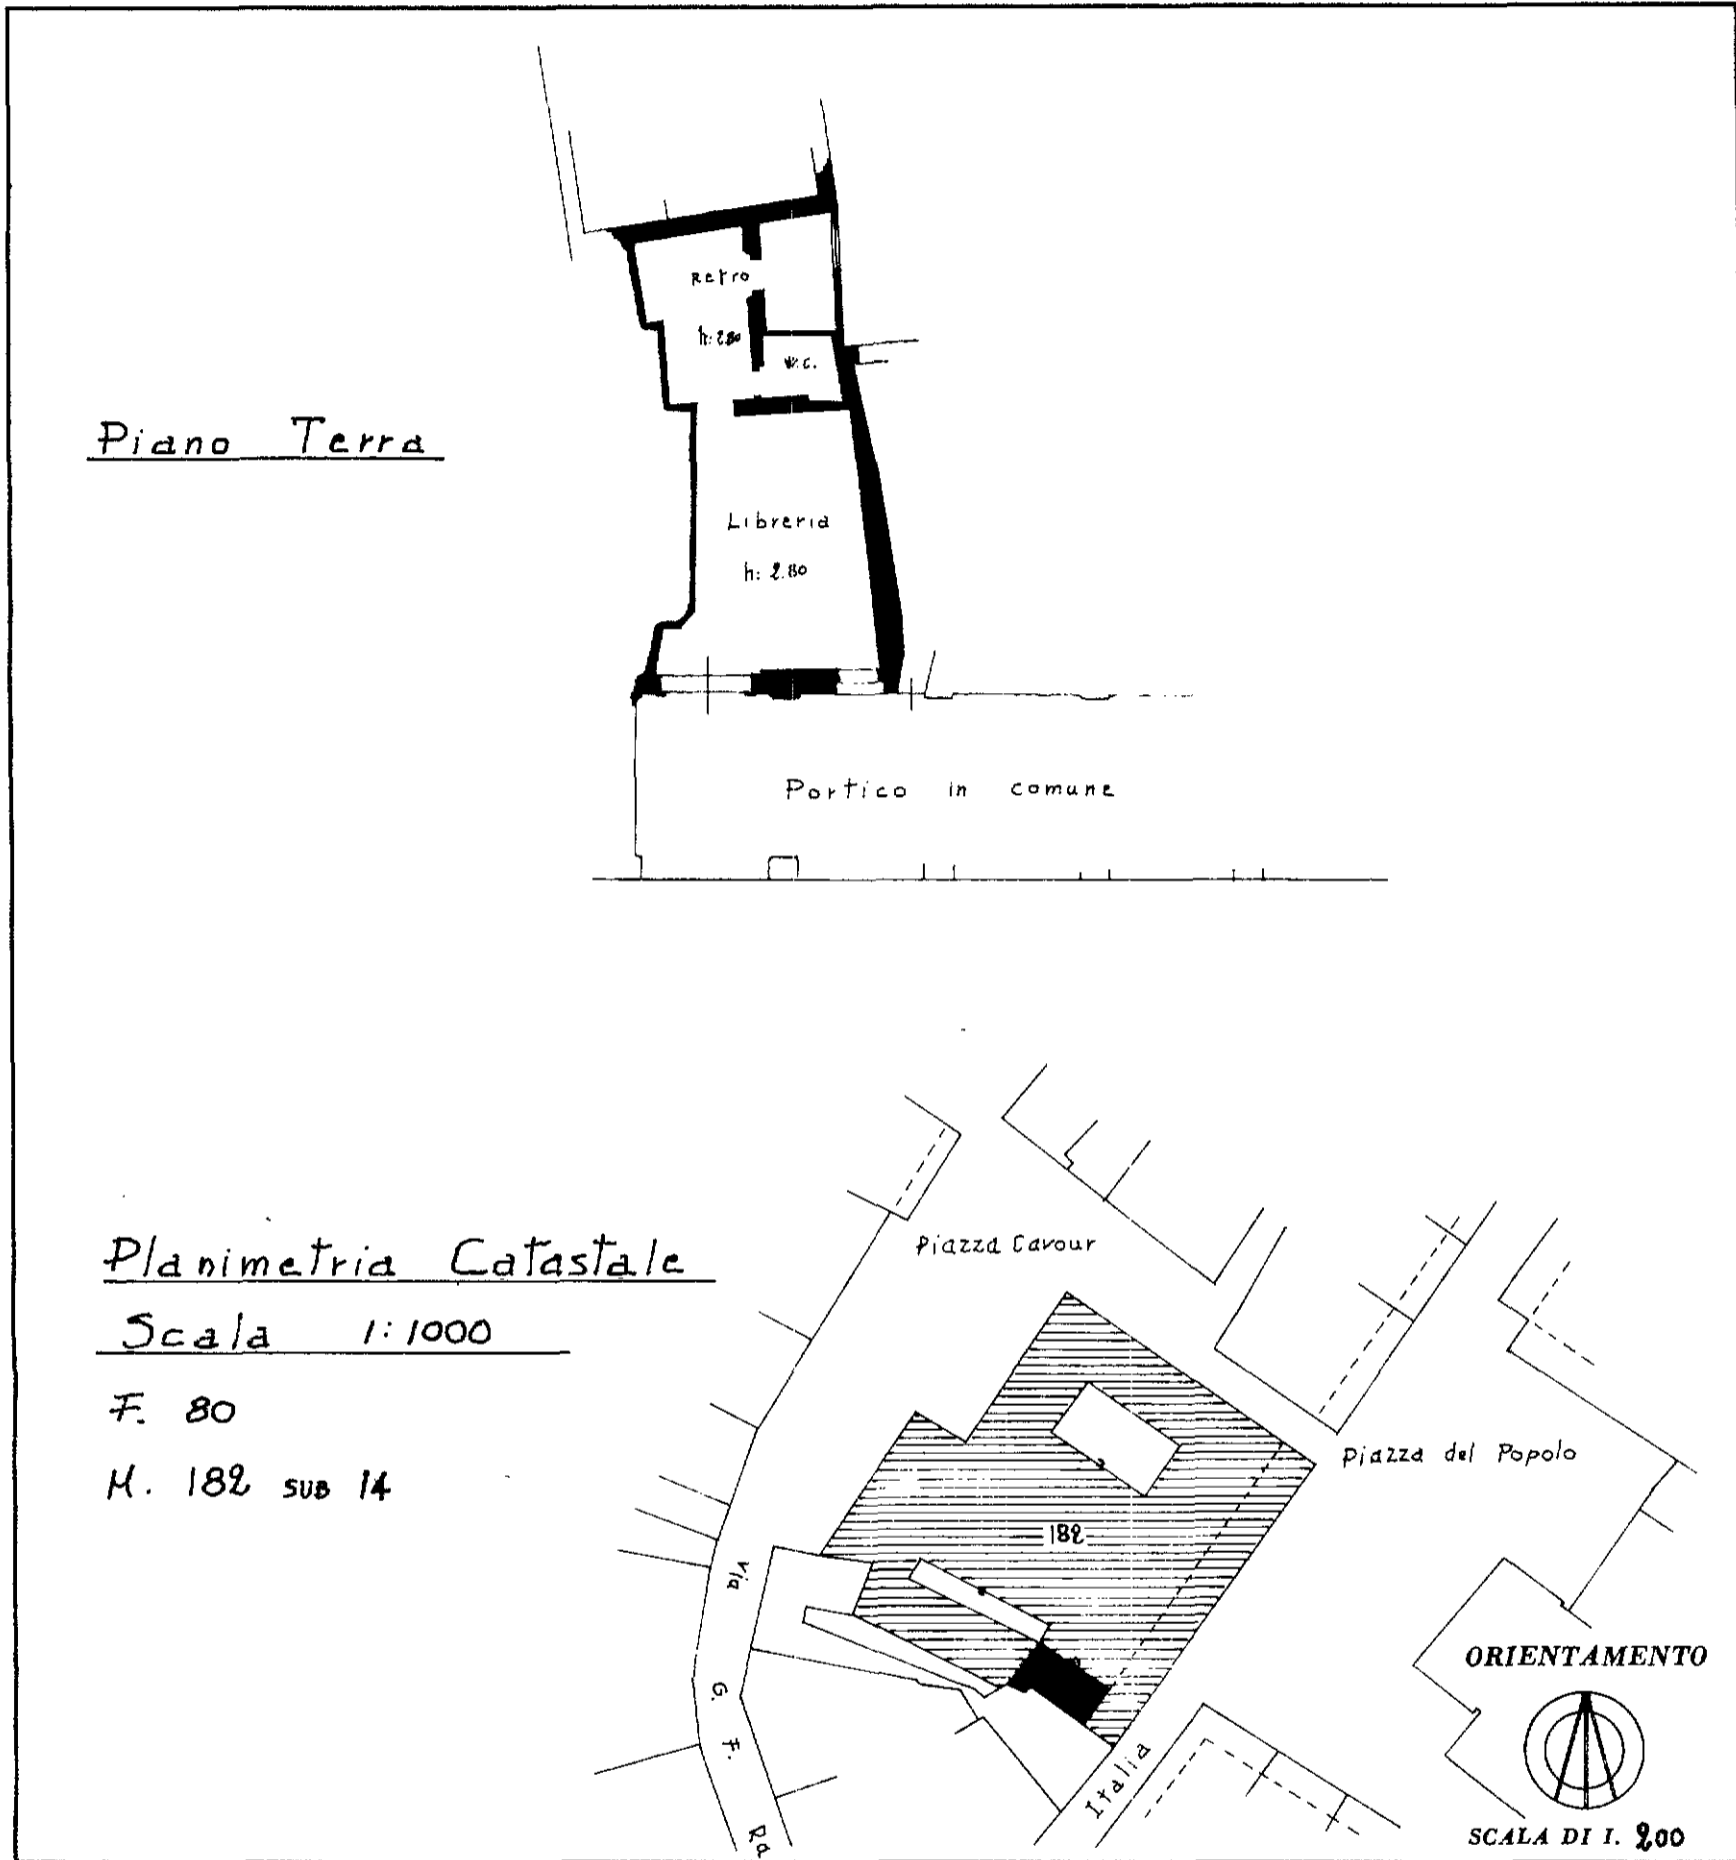 Retro
h: 2.80
W.C.
Piano Terra
Libreria
h: 2.80
Portico in comune
Planimetria Catastale
Scala 1:1000
F. 80
M. 182 SUB 14
Piazza Cavour
Piazza del Popolo
182
Via G. F. Ra
Italia
ORIENTAMENTO
SCALA DI I. 200